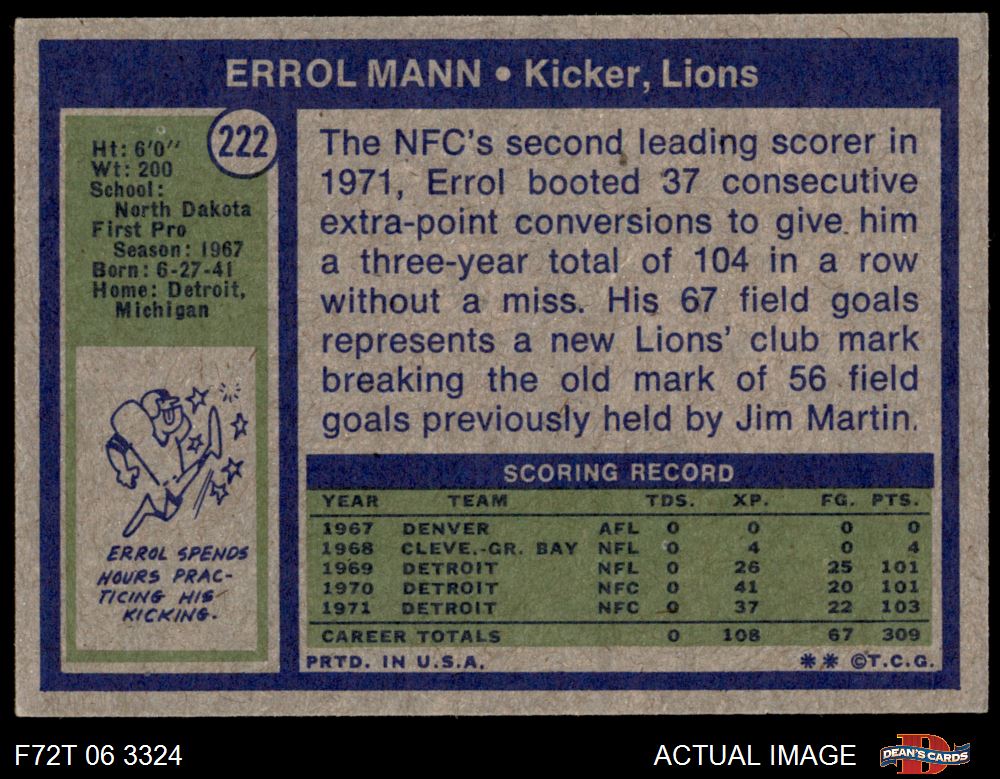 ERROL MANN • Kicker, Lions
222
Ht: 6'0"
Wt: 200
School:
North Dakota
First Pro
Season: 1967
Born: 6-27-41
Home: Detroit,
Michigan
ERROL SPENDS
HOURS PRAC-
TICING HIS
KICKING.
The NFC's second leading scorer in
1971, Errol booted 37 consecutive
extra-point conversions to give him
a three-year total of 104 in a row
without a miss. His 67 field goals
represents a new Lions' club mark
breaking the old mark of 56 field
goals previously held by Jim Martin.
SCORING RECORD
YEAR TEAM TDS. XP. FG. PTS.
1967 DENVER AFL 0 0 0 0
1968 CLEVE.-GR. BAY NFL 0 4 0 4
1969 DETROIT NFL 0 26 25 101
1970 DETROIT NFC 0 41 20 101
1971 DETROIT NFC 0 37 22 103
CAREER TOTALS 0 108 67 309
PRTD. IN U.S.A. ** ©T.C.G.
F72T 06 3324 ACTUAL IMAGE DEAN'S CARDS